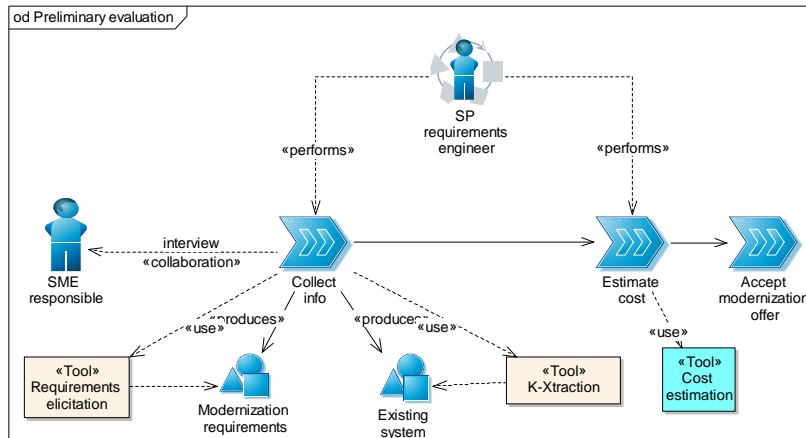 od Preliminary evaluation
SP
requirements
engineer
«performs»
«performs»
interview
«collaboration»
SME
responsible
Collect
info
Estimate
cost
Accept
modernization
offer
«use»
«produces»
«produces
«use»
«use»
«Tool»
Requirements
elicitation
Modernization
requirements
Existing
system
«Tool»
K-Xtraction
«Tool»
Cost
estimation